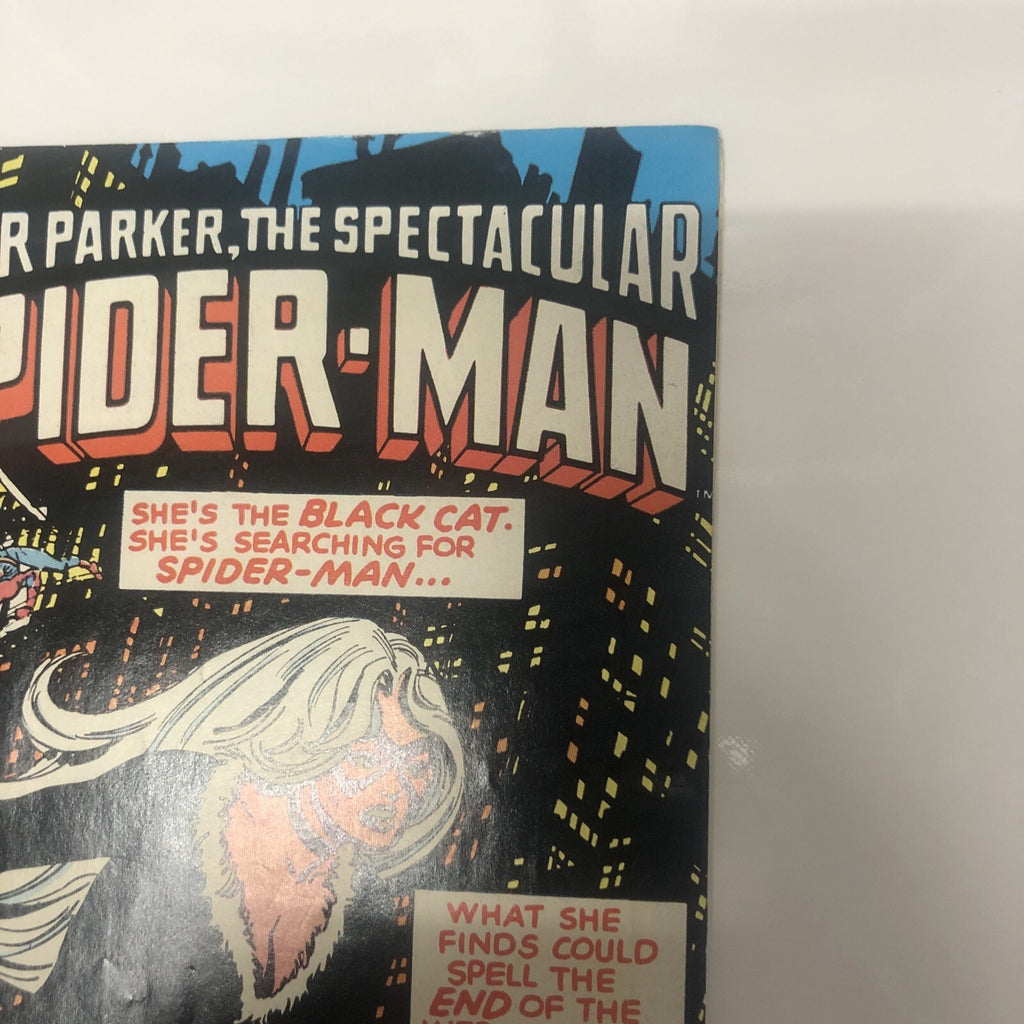 R PARKER, THE SPECTACULAR
PIDER-MAN
SHE'S THE BLACK CAT.
SHE'S SEARCHING FOR
SPIDER-MAN...
WHAT SHE
FINDS COULD
SPELL THE
END OF THE